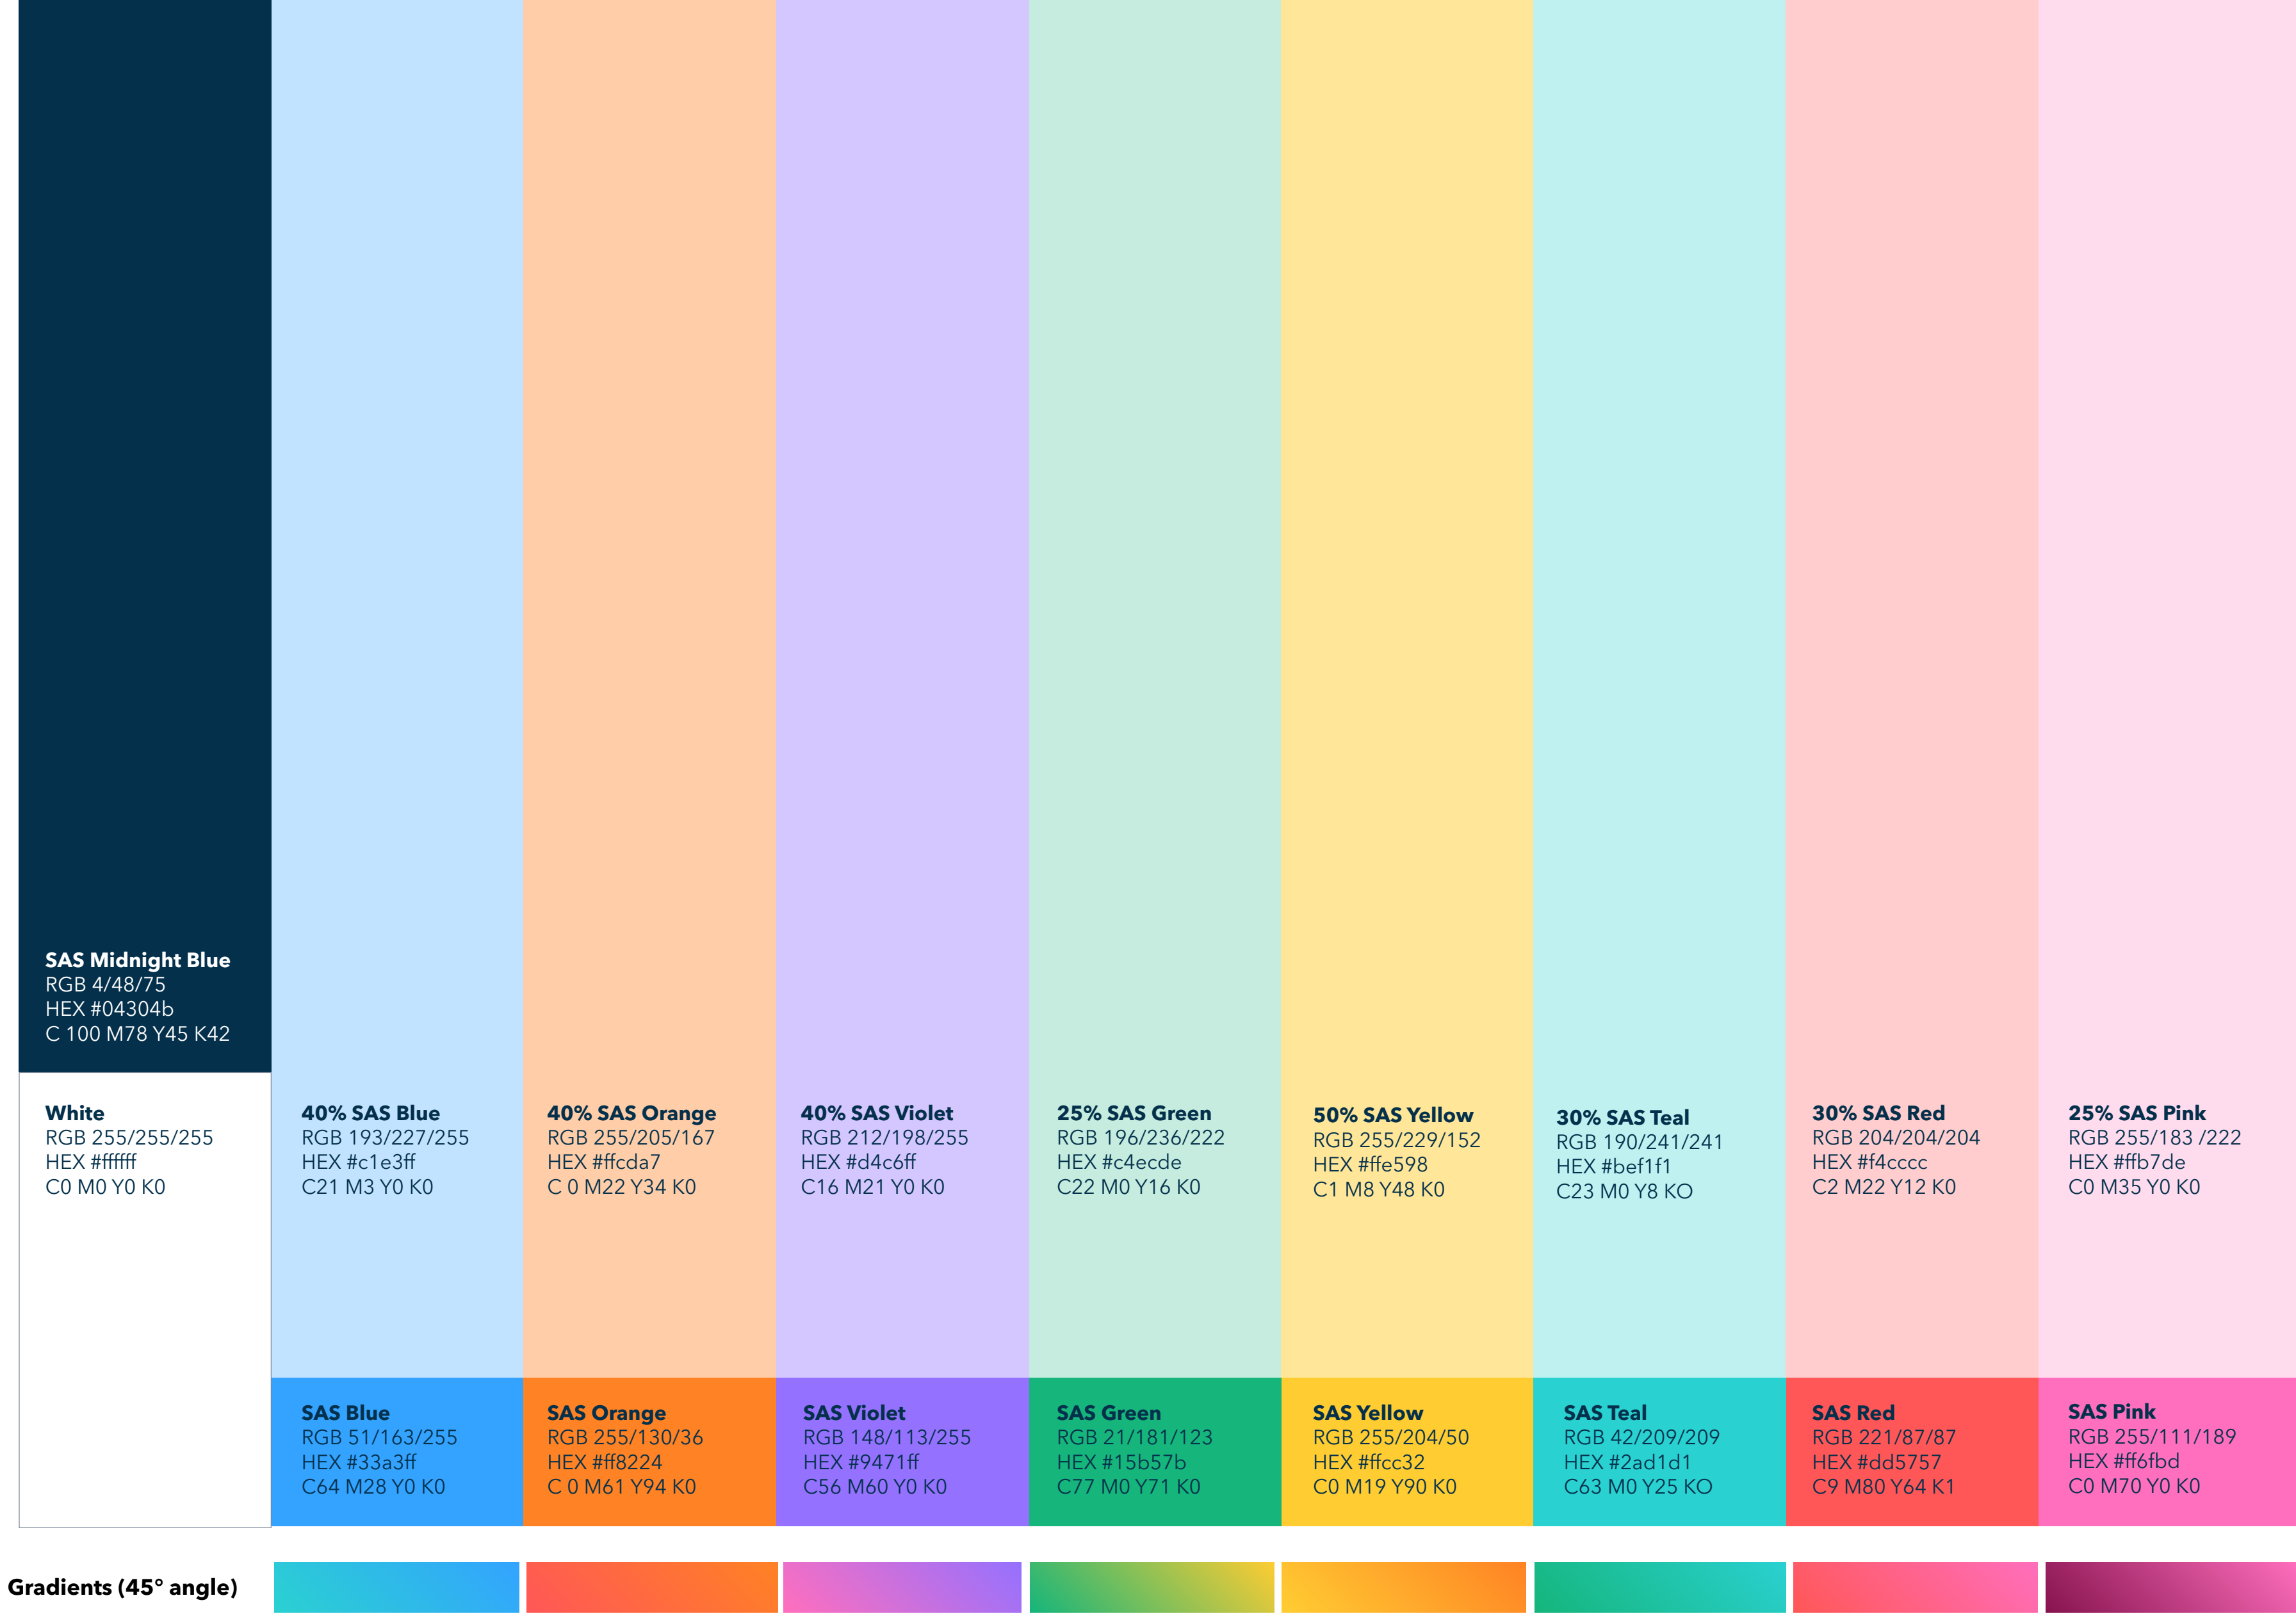 SAS Midnight Blue
RGB 4/48/75
HEX #04304b
C 100 M78 Y45 K42
White
RGB 255/255/255
HEX #ffffff
C0 M0 Y0 K0
40% SAS Blue
RGB 193/227/255
HEX #c1e3ff
C21 M3 Y0 K0
40% SAS Orange
RGB 255/205/167
HEX #ffcda7
C 0 M22 Y34 K0
40% SAS Violet
RGB 212/198/255
HEX #d4c6ff
C16 M21 Y0 K0
25% SAS Green
RGB 196/236/222
HEX #c4ecde
C22 M0 Y16 K0
50% SAS Yellow
RGB 255/229/152
HEX #ffe598
C1 M8 Y48 K0
30% SAS Teal
RGB 190/241/241
HEX #bef1f1
C23 M0 Y8 KO
30% SAS Red
RGB 204/204/204
HEX #f4cccc
C2 M22 Y12 K0
25% SAS Pink
RGB 255/183 /222
HEX #ffb7de
C0 M35 Y0 K0
SAS Blue
RGB 51/163/255
HEX #33a3ff
C64 M28 Y0 K0
SAS Orange
RGB 255/130/36
HEX #ff8224
C 0 M61 Y94 K0
SAS Violet
RGB 148/113/255
HEX #9471ff
C56 M60 Y0 K0
SAS Green
RGB 21/181/123
HEX #15b57b
C77 M0 Y71 K0
SAS Yellow
RGB 255/204/50
HEX #ffcc32
C0 M19 Y90 K0
SAS Teal
RGB 42/209/209
HEX #2ad1d1
C63 M0 Y25 KO
SAS Red
RGB 221/87/87
HEX #dd5757
C9 M80 Y64 K1
SAS Pink
RGB 255/111/189
HEX #ff6fbd
C0 M70 Y0 K0
Gradients (45° angle)